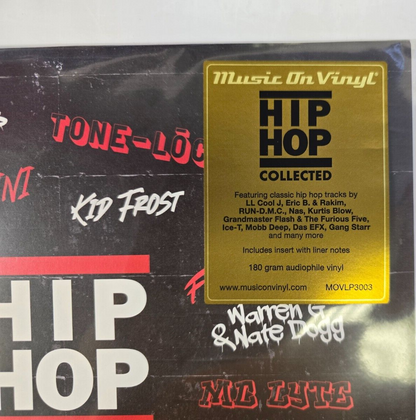 Music On Vinyl®
HIP
HOP
COLLECTED
Featuring classic hip hop tracks by
LL Cool J, Eric B. & Rakim,
RUN-D.M.C., Nas, Kurtis Blow,
Grandmaster Flash & The Furious Five,
Ice-T, Mobb Deep, Das EFX, Gang Starr
and many more
Includes insert with liner notes
180 gram audiophile vinyl
www.musiconvinyl.com MOVLP3003
TONE-LŌC
KID FROST
HIP
HOP
Warren G
& Nate Dogg
MC LYTE